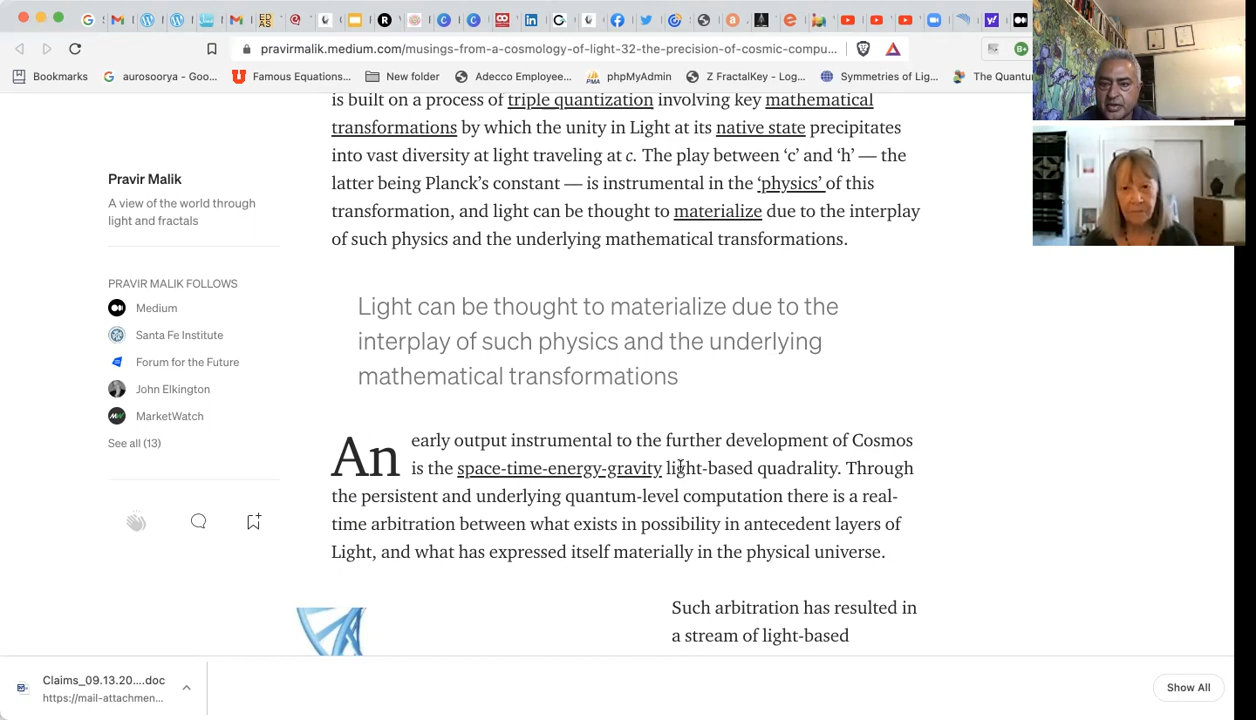 pravirmalik.medium.com/musings-from-a-cosmology-of-light-32-the-precision-of-cosmic-compu...
Bookmarks
aurosoorya - Goo...
Famous Equations...
New folder
Adecco Employee...
phpMyAdmin
Z FractalKey - Log...
Symmetries of Lig...
The Quantu
Pravir Malik
A view of the world through
light and fractals
PRAVIR MALIK FOLLOWS
Medium
Santa Fe Institute
Forum for the Future
John Elkington
MarketWatch
See all (13)
is built on a process of triple quantization involving key mathematical
transformations by which the unity in Light at its native state precipitates
into vast diversity at light traveling at c. The play between ‘c’ and ‘h’ — the
latter being Planck’s constant — is instrumental in the ‘physics’ of this
transformation, and light can be thought to materialize due to the interplay
of such physics and the underlying mathematical transformations.
Light can be thought to materialize due to the
interplay of such physics and the underlying
mathematical transformations
An early output instrumental to the further development of Cosmos
is the space-time-energy-gravity light-based quadrality. Through
the persistent and underlying quantum-level computation there is a real-
time arbitration between what exists in possibility in antecedent layers of
Light, and what has expressed itself materially in the physical universe.
Such arbitration has resulted in
a stream of light-based
Claims_09.13.20....doc
https://mail-attachmen...
Show All